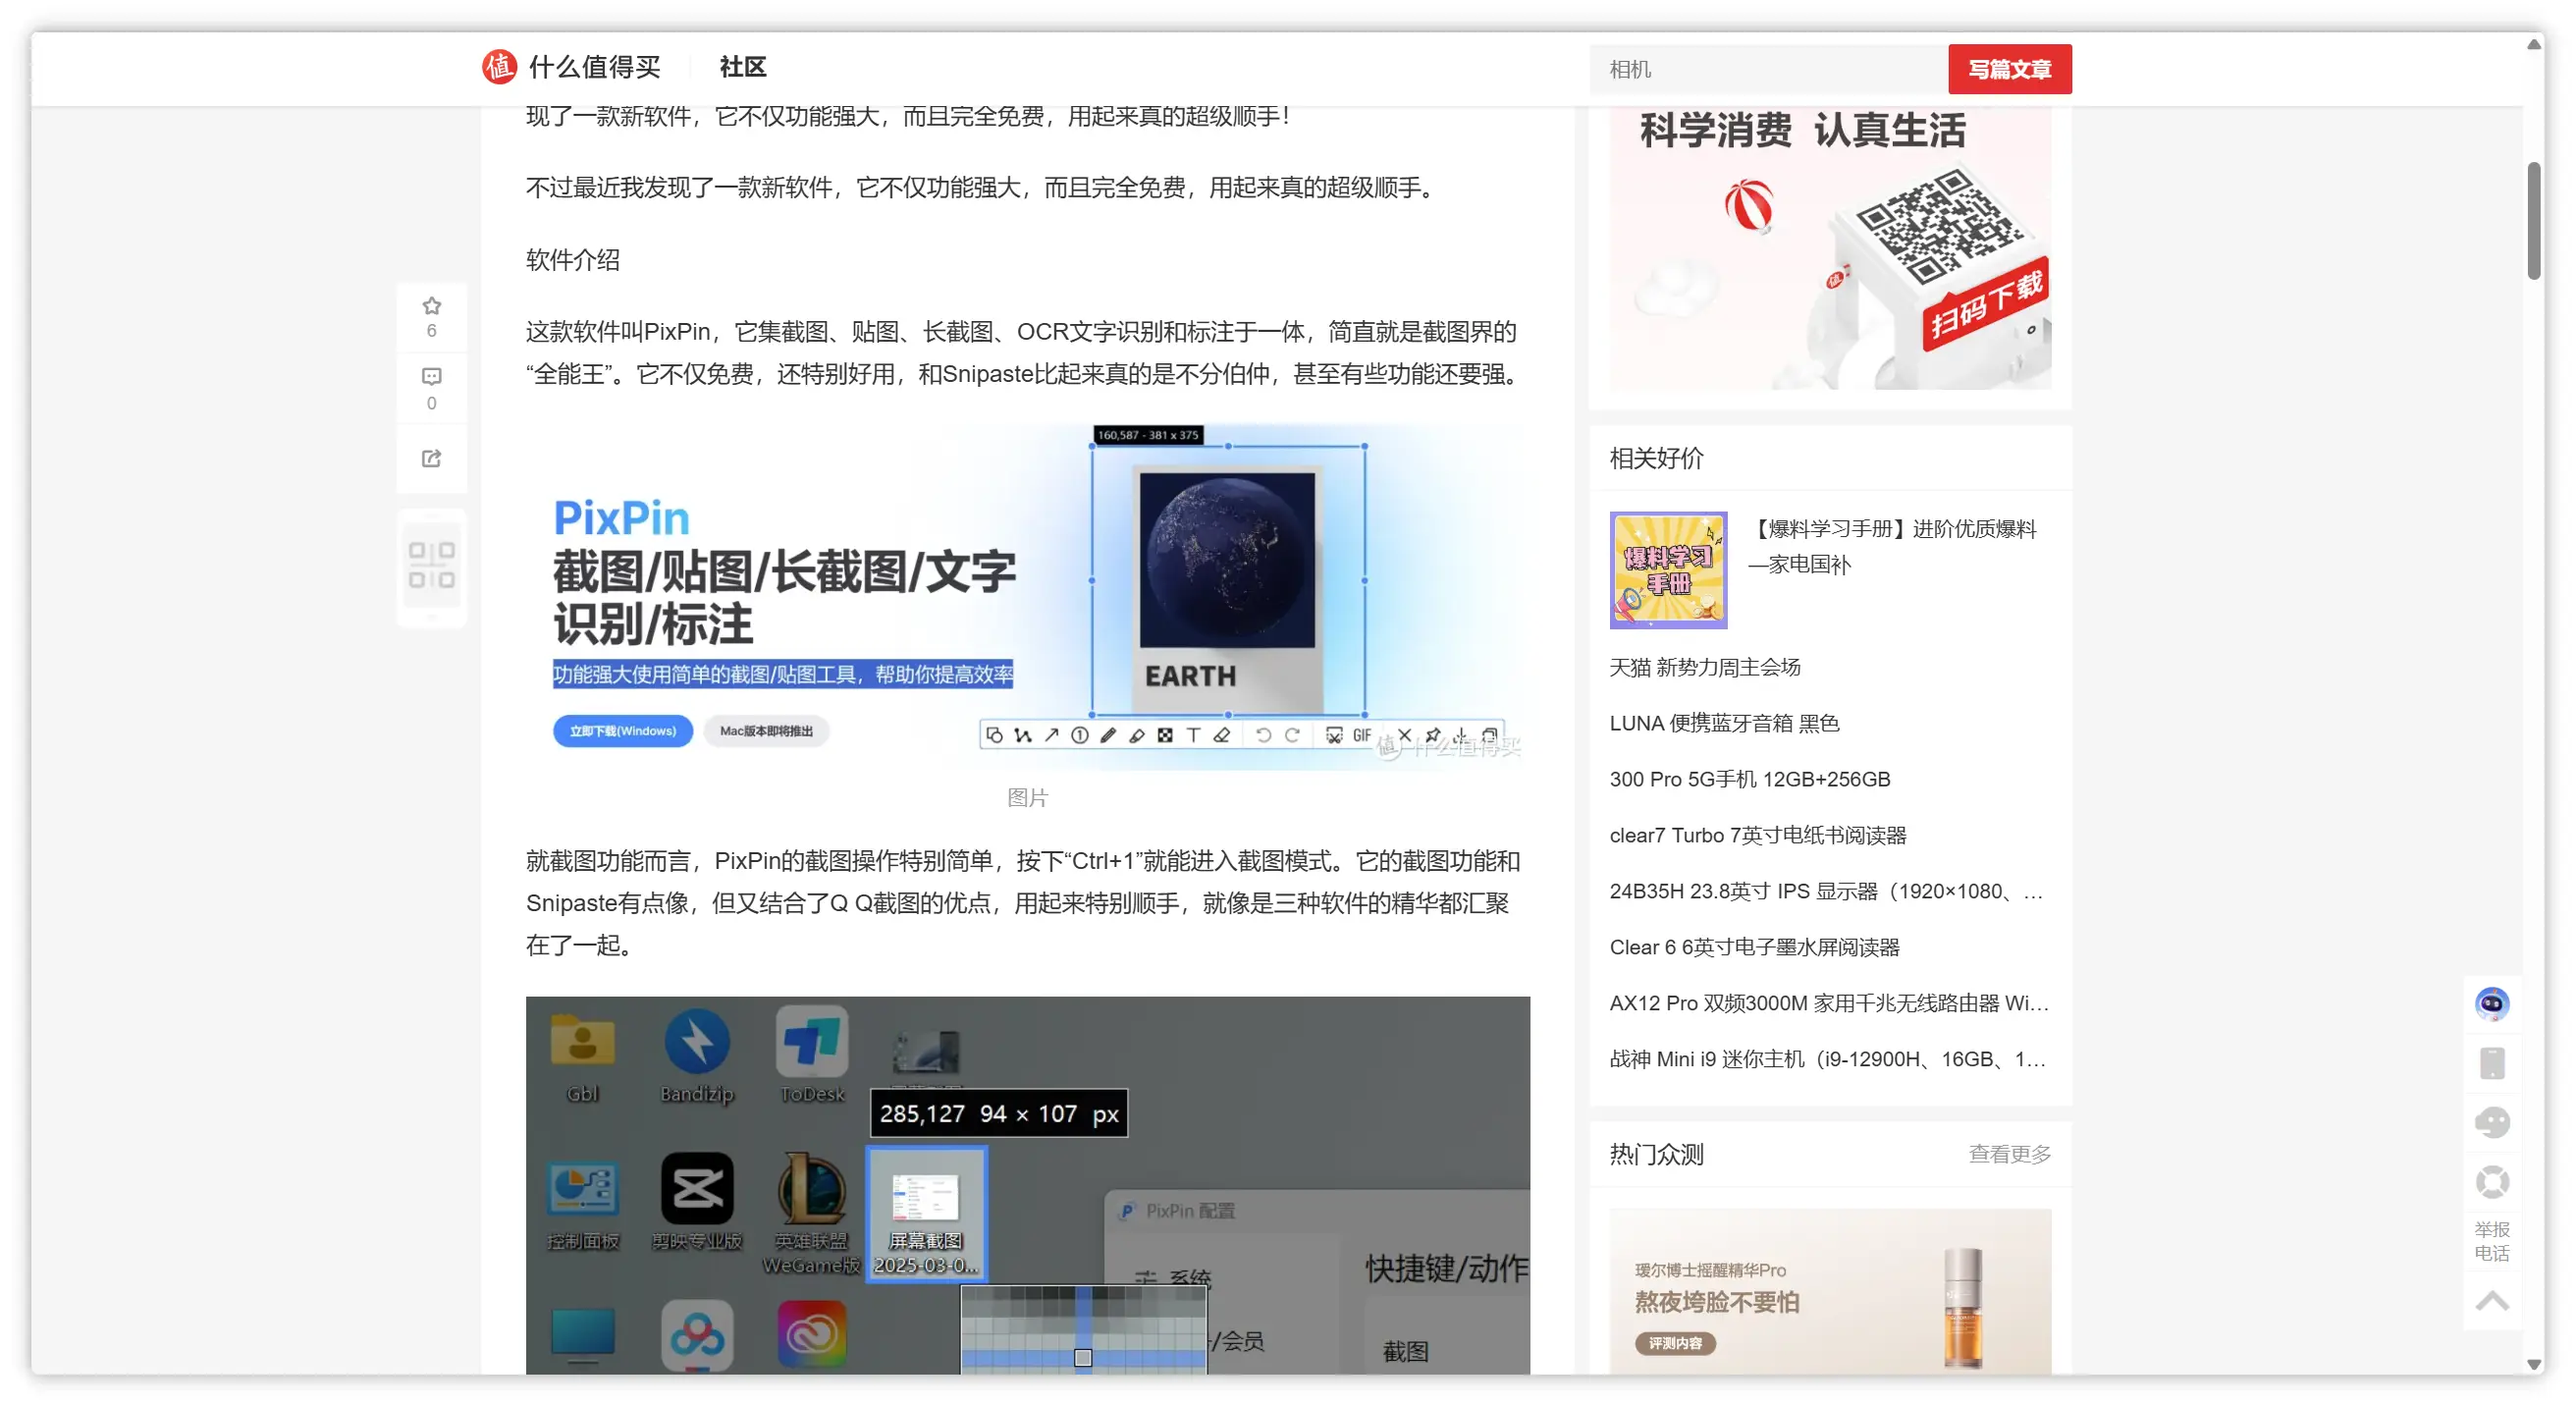 什么值得买
社区
相机
写篇文章
现了一款新软件，它不仅功能强大，而且完全免费，用起来真的超级顺手！
不过最近我发现了一款新软件，它不仅功能强大，而且完全免费，用起来真的超级顺手。
软件介绍
这款软件叫PixPin，它集截图、贴图、长截图、OCR文字识别和标注于一体，简直就是截图界的
“全能王”。它不仅免费，还特别好用，和Snipaste比起来真的是不分伯仲，甚至有些功能还要强。
6
0
160,587 - 381 x 375
PixPin
截图/贴图/长截图/文字
识别/标注
功能强大使用简单的截图/贴图工具，帮助你提高效率
立即下载(Windows)
Mac版本即将推出
EARTH
GIF
值 什么值得买
图片
就截图功能而言，PixPin的截图操作特别简单，按下“Ctrl+1”就能进入截图模式。它的截图功能和
Snipaste有点像，但又结合了Q Q截图的优点，用起来特别顺手，就像是三种软件的精华都汇聚
在了一起。
Gbl
Bandizip
ToDesk
285,127 94 × 107 px
控制面板
剪映专业版
英雄联盟
WeGame版
屏幕截图
2025-03-0...
PixPin 配置
系统
快捷键/动作
/会员
截图
科学消费 认真生活
值
扫码下载
相关好价
爆料学习
手册
【爆料学习手册】进阶优质爆料
—家电国补
天猫 新势力周主会场
LUNA 便携蓝牙音箱 黑色
300 Pro 5G手机 12GB+256GB
clear7 Turbo 7英寸电纸书阅读器
24B35H 23.8英寸 IPS 显示器（1920×1080、…
Clear 6 6英寸电子墨水屏阅读器
AX12 Pro 双频3000M 家用千兆无线路由器 Wi…
战神 Mini i9 迷你主机（i9-12900H、16GB、1…
热门众测
查看更多
瑷尔博士摇醒精华Pro
熬夜垮脸不要怕
评测内容
举报
电话